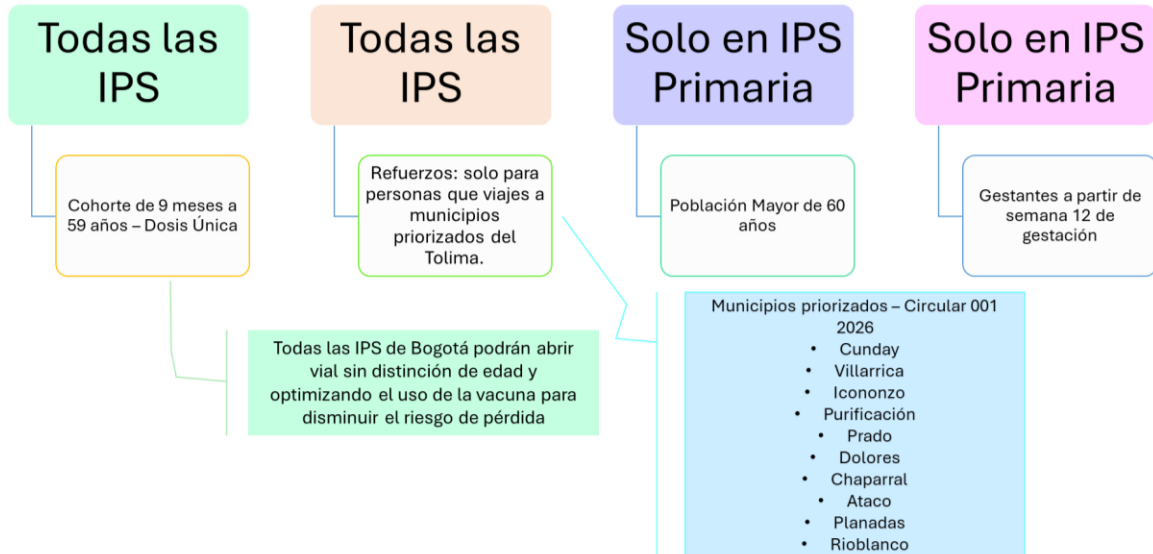 Todas las
IPS
Todas las
IPS
Solo en IPS
Primaria
Solo en IPS
Primaria
Cohorte de 9 meses a
59 años – Dosis Única
Refuerzos: solo para
personas que viajes a
municipios
priorizados del
Tolima.
Población Mayor de 60
años
Gestantes a partir de
semana 12 de
gestación
Todas las IPS de Bogotá podrán abrir
vial sin distinción de edad y
optimizando el uso de la vacuna para
disminuir el riesgo de pérdida
Municipios priorizados – Circular 001
2026
• Cunday
• Villarrica
• Icononzo
• Purificación
• Prado
• Dolores
• Chaparral
• Ataco
• Planadas
• Rioblanco